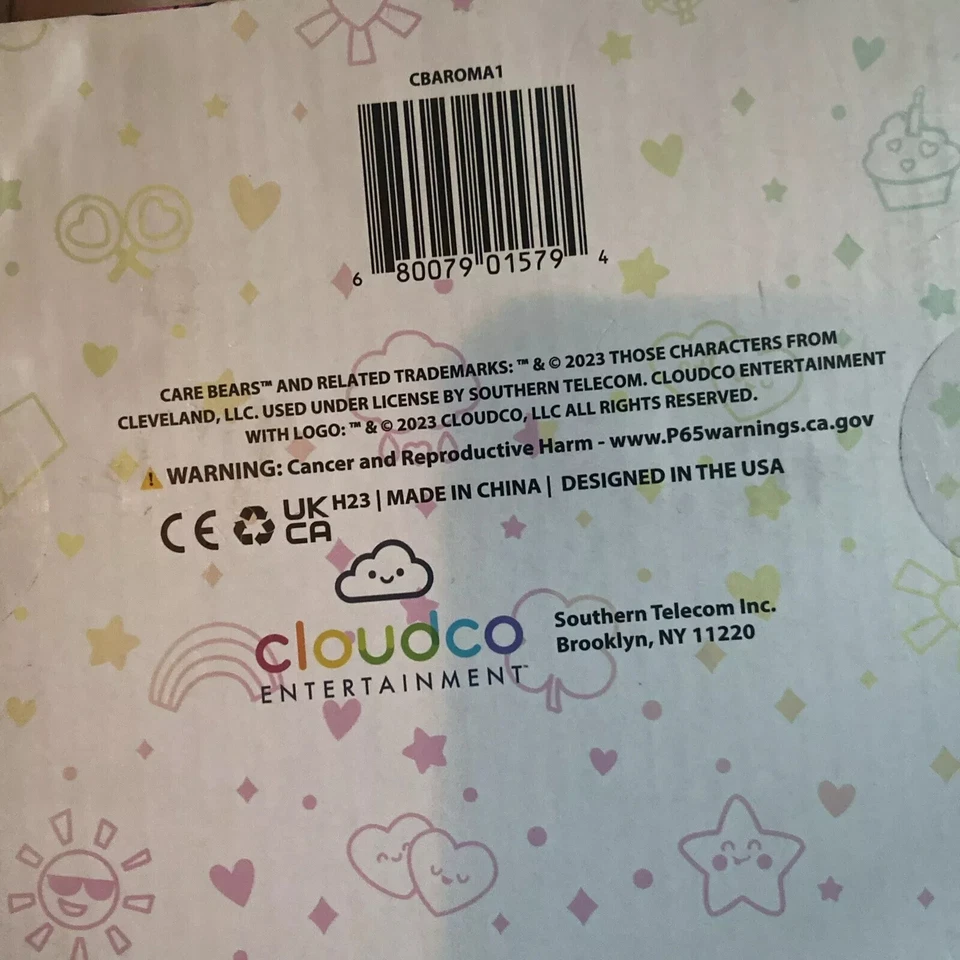 CBAROMA1
6 80079 01579 4
CARE BEARS™ AND RELATED TRADEMARKS: ™ & © 2023 THOSE CHARACTERS FROM
CLEVELAND, LLC. USED UNDER LICENSE BY SOUTHERN TELECOM. CLOUDCO ENTERTAINMENT
WITH LOGO: ™ & © 2023 CLOUDCO, LLC ALL RIGHTS RESERVED.
WARNING: Cancer and Reproductive Harm - www.P65warnings.ca.gov
CE UK CA H23 | MADE IN CHINA | DESIGNED IN THE USA
cloudco
ENTERTAINMENT™
Southern Telecom Inc.
Brooklyn, NY 11220